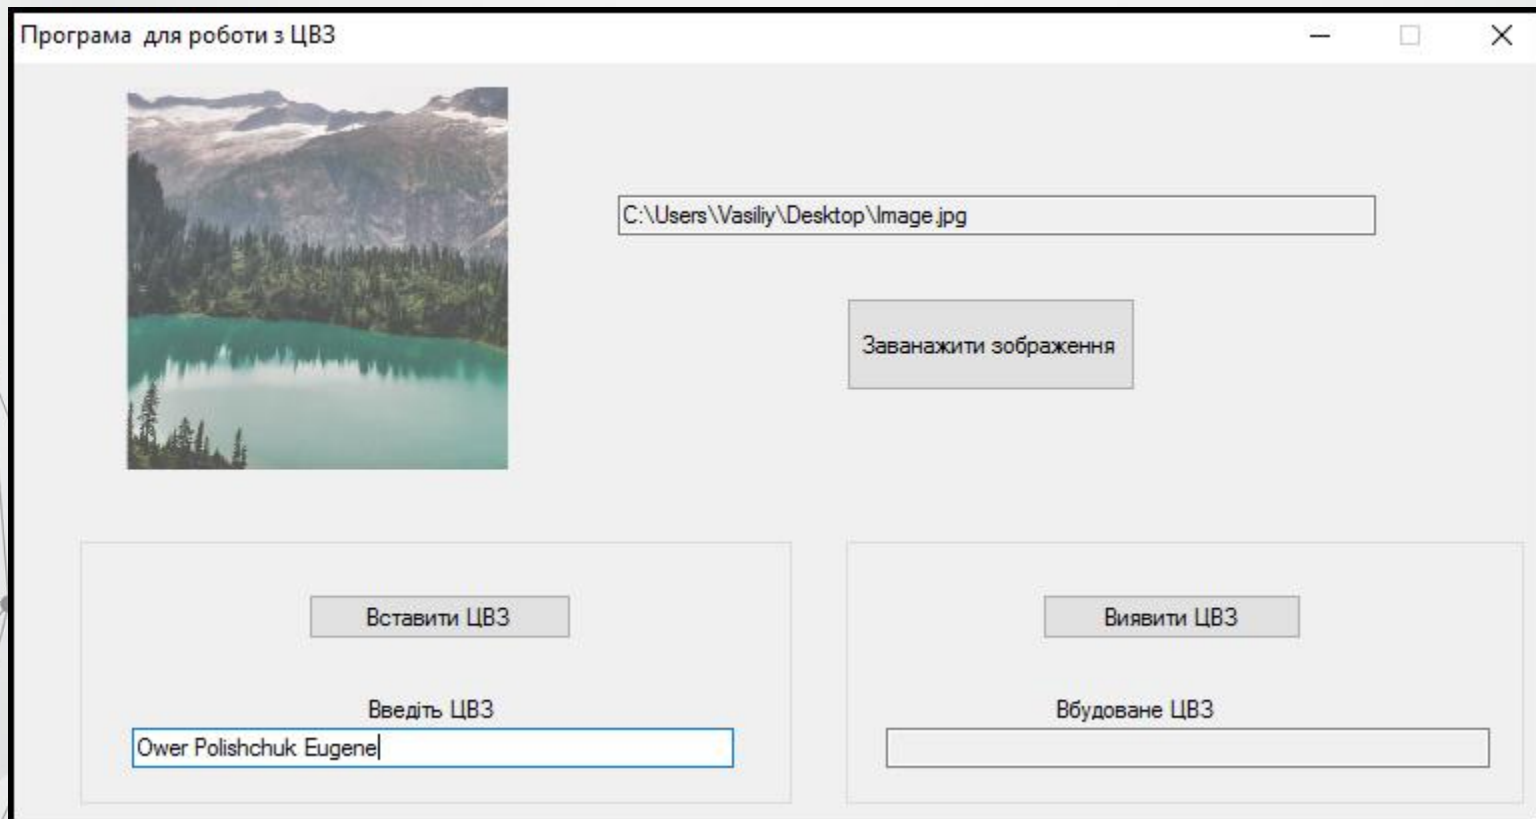 Програма для роботи з ЦВЗ
C:\Users\Vasiliy\Desktop\Image.jpg
Заванажити зображення
Вставити ЦВЗ
Введіть ЦВЗ
Ower Polishchuk Eugene
Виявити ЦВЗ
Вбудоване ЦВЗ